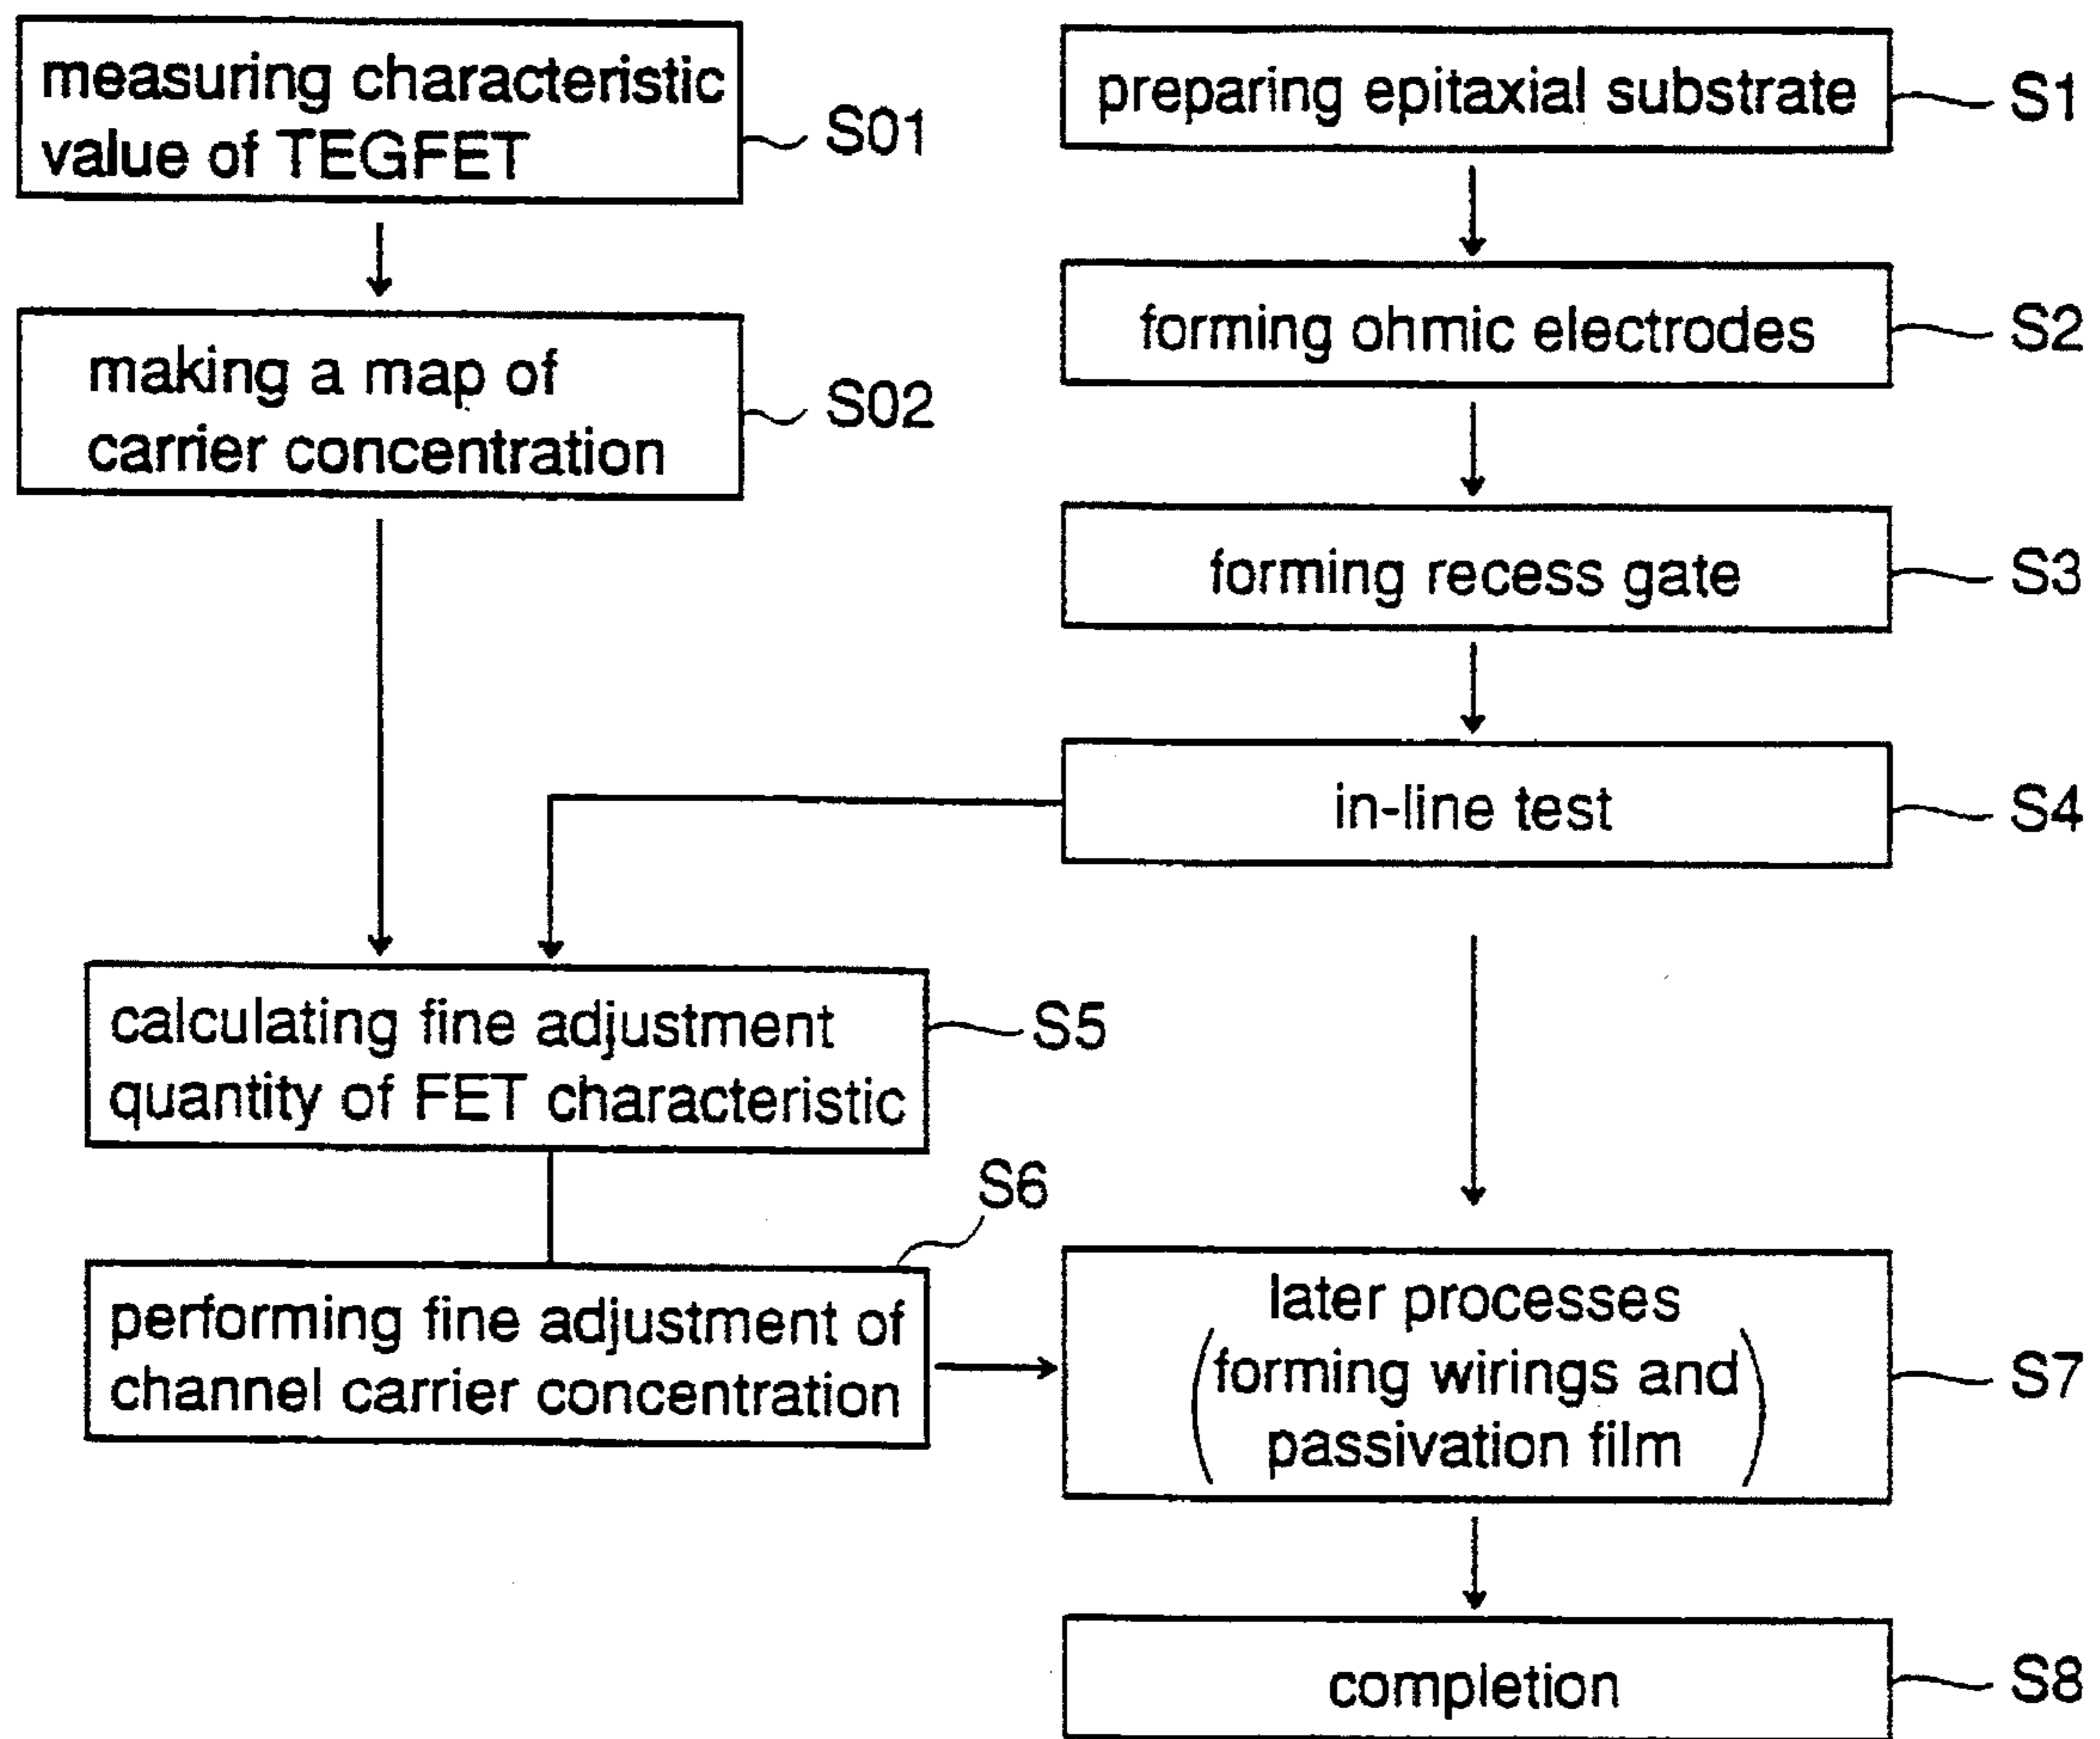 measuring characteristic
value of TEGFET
S01
making a map of
carrier concentration
S02
preparing epitaxial substrate
S1
forming ohmic electrodes
S2
forming recess gate
S3
in-line test
S4
calculating fine adjustment
quantity of FET characteristic
S5
performing fine adjustment of
channel carrier concentration
S6
later processes
(forming wirings and
passivation film)
S7
completion
S8